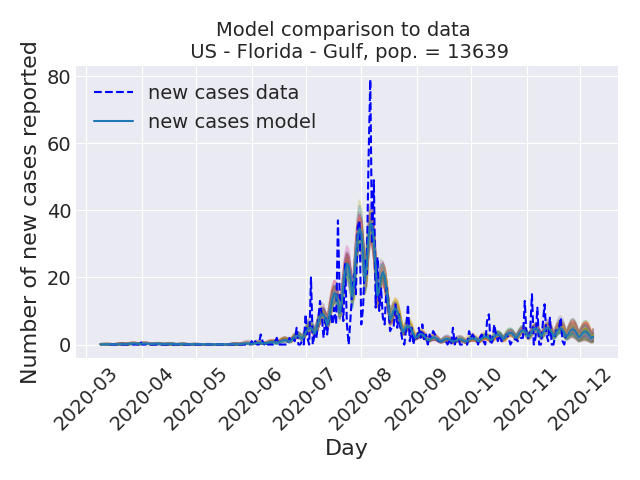 Model comparison to data
US - Florida - Gulf, pop. = 13639
Number of new cases reported
80
60
40
20
0
new cases data
new cases model
2020-03
2020-04
2020-05
2020-06
2020-07
2020-08
2020-09
2020-10
2020-11
2020-12
Day